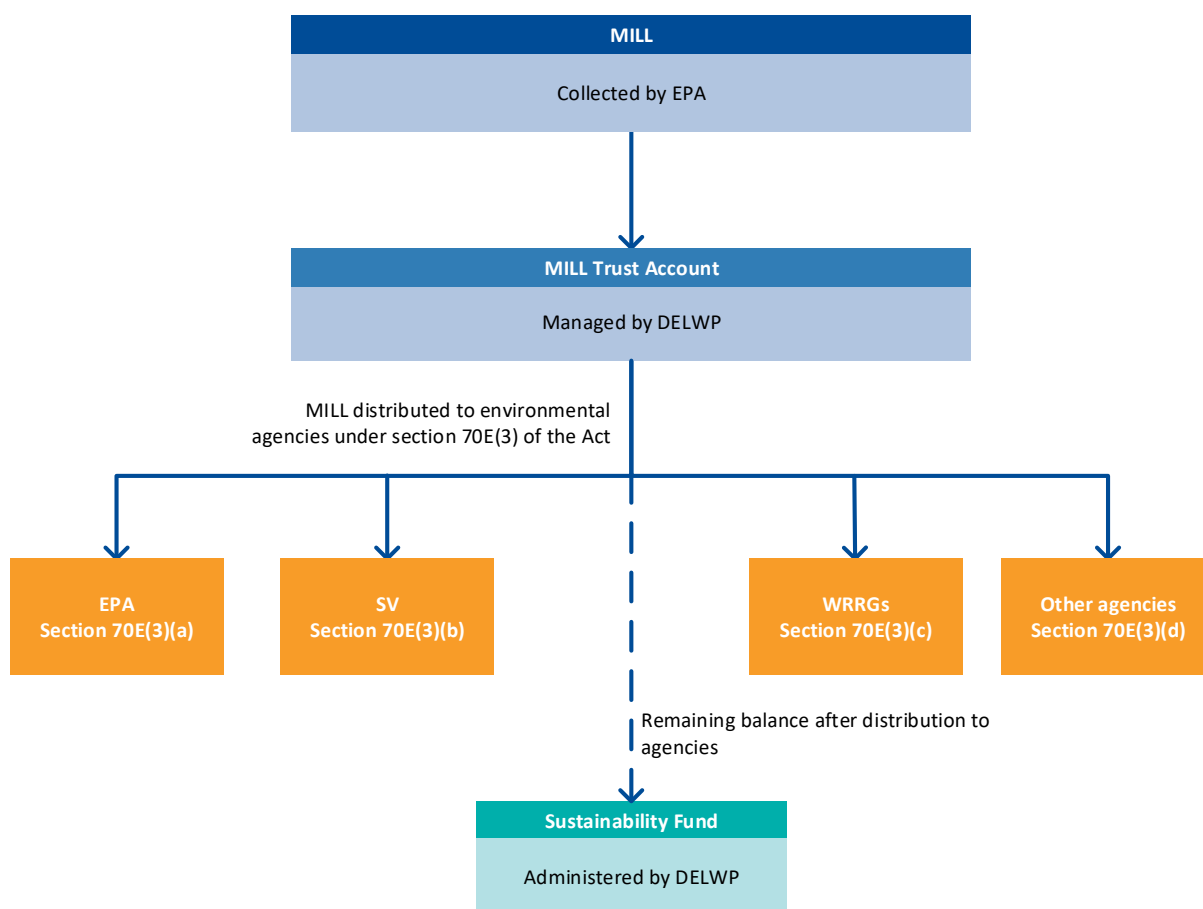 MILL
Collected by EPA
MILL Trust Account
Managed by DELWP
MILL distributed to environmental
agencies under section 70E(3) of the Act
EPA
Section 70E(3)(a)
SV
Section 70E(3)(b)
WRRGs
Section 70E(3)(c)
Other agencies
Section 70E(3)(d)
Remaining balance after distribution to
agencies
Sustainability Fund
Administered by DELWP